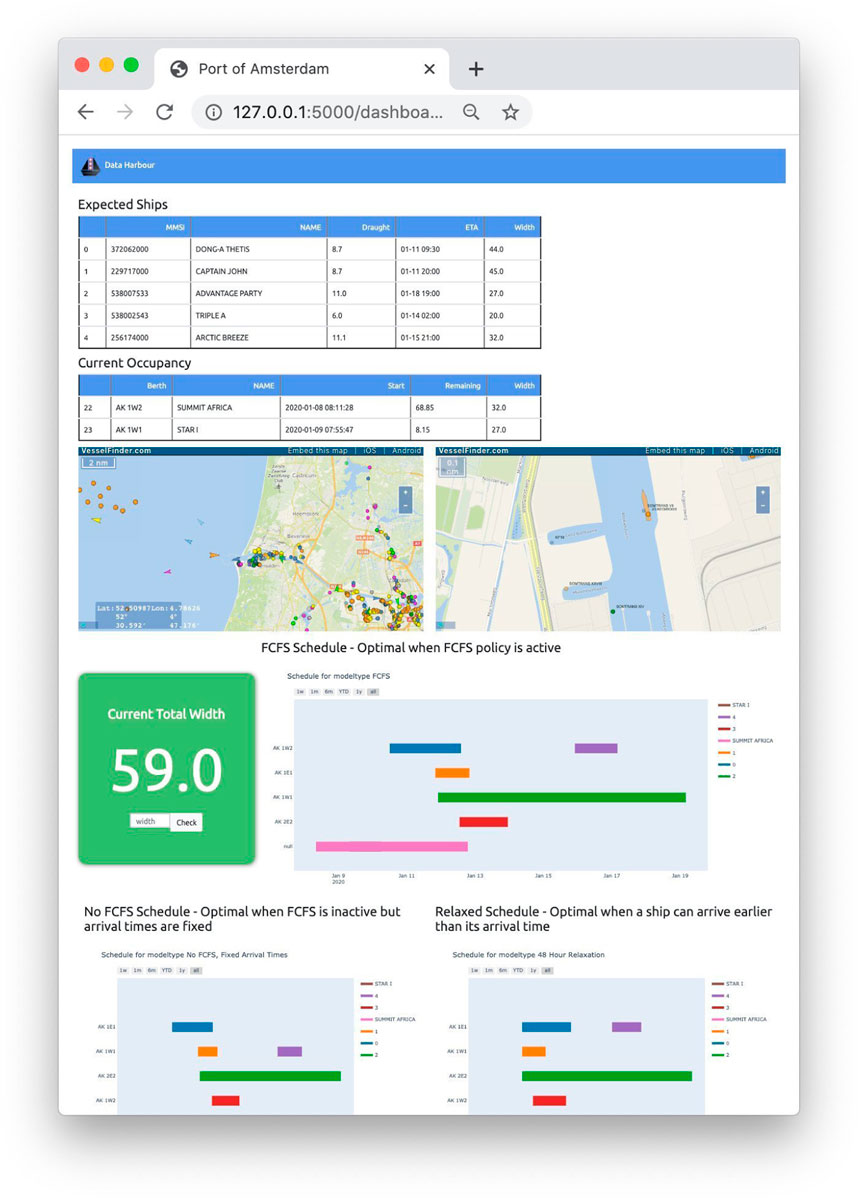 Port of Amsterdam
127.0.0.1:5000/dashboa...
Data Harbour
Expected Ships
MMSI NAME Draught ETA Width
0 372062000 DONG-A THETIS 8.7 01-11 09:30 44.0
1 229717000 CAPTAIN JOHN 8.7 01-11 20:00 45.0
2 538007533 ADVANTAGE PARTY 11.0 01-18 19:00 27.0
3 538002543 TRIPLE A 6.0 01-14 02:00 20.0
4 256174000 ARCTIC BREEZE 11.1 01-15 21:00 32.0
Current Occupancy
Berth NAME Start Remaining Width
22 AK 1W2 SUMMIT AFRICA 2020-01-08 08:11:28 68.85 32.0
23 AK 1W1 STAR I 2020-01-09 07:55:47 8.15 27.0
VesselFinder.com Embed this map | iOS | Android
2 nm
Lat:52.50987Lon:4.78626
52° 4°
30.592' 47.176'
VesselFinder.com Embed this map | iOS | Android
0.1
nm
FCFS Schedule - Optimal when FCFS policy is active
Current Total Width
59.0
width Check
Schedule for modeltype FCFS
1w 1m 6m YTD 1y all
AK 1W2
AK 1E1
AK 1W1
AK 2E2
null
Jan 9 Jan 11 Jan 13 Jan 15 Jan 17 Jan 19
2020
STAR I
4
3
SUMMIT AFRICA
1
0
2
No FCFS Schedule - Optimal when FCFS is inactive but
arrival times are fixed
Schedule for modeltype No FCFS, Fixed Arrival Times
1w 1m 6m YTD 1y all
AK 1E1
AK 1W1
AK 2E2
AK 1W2
STAR I
4
3
SUMMIT AFRICA
1
0
2
Relaxed Schedule - Optimal when a ship can arrive earlier
than its arrival time
Schedule for modeltype 48 Hour Relaxation
1w 1m 6m YTD 1y all
AK 1E1
AK 1W1
AK 2E2
AK 1W2
STAR I
4
3
SUMMIT AFRICA
1
0
2